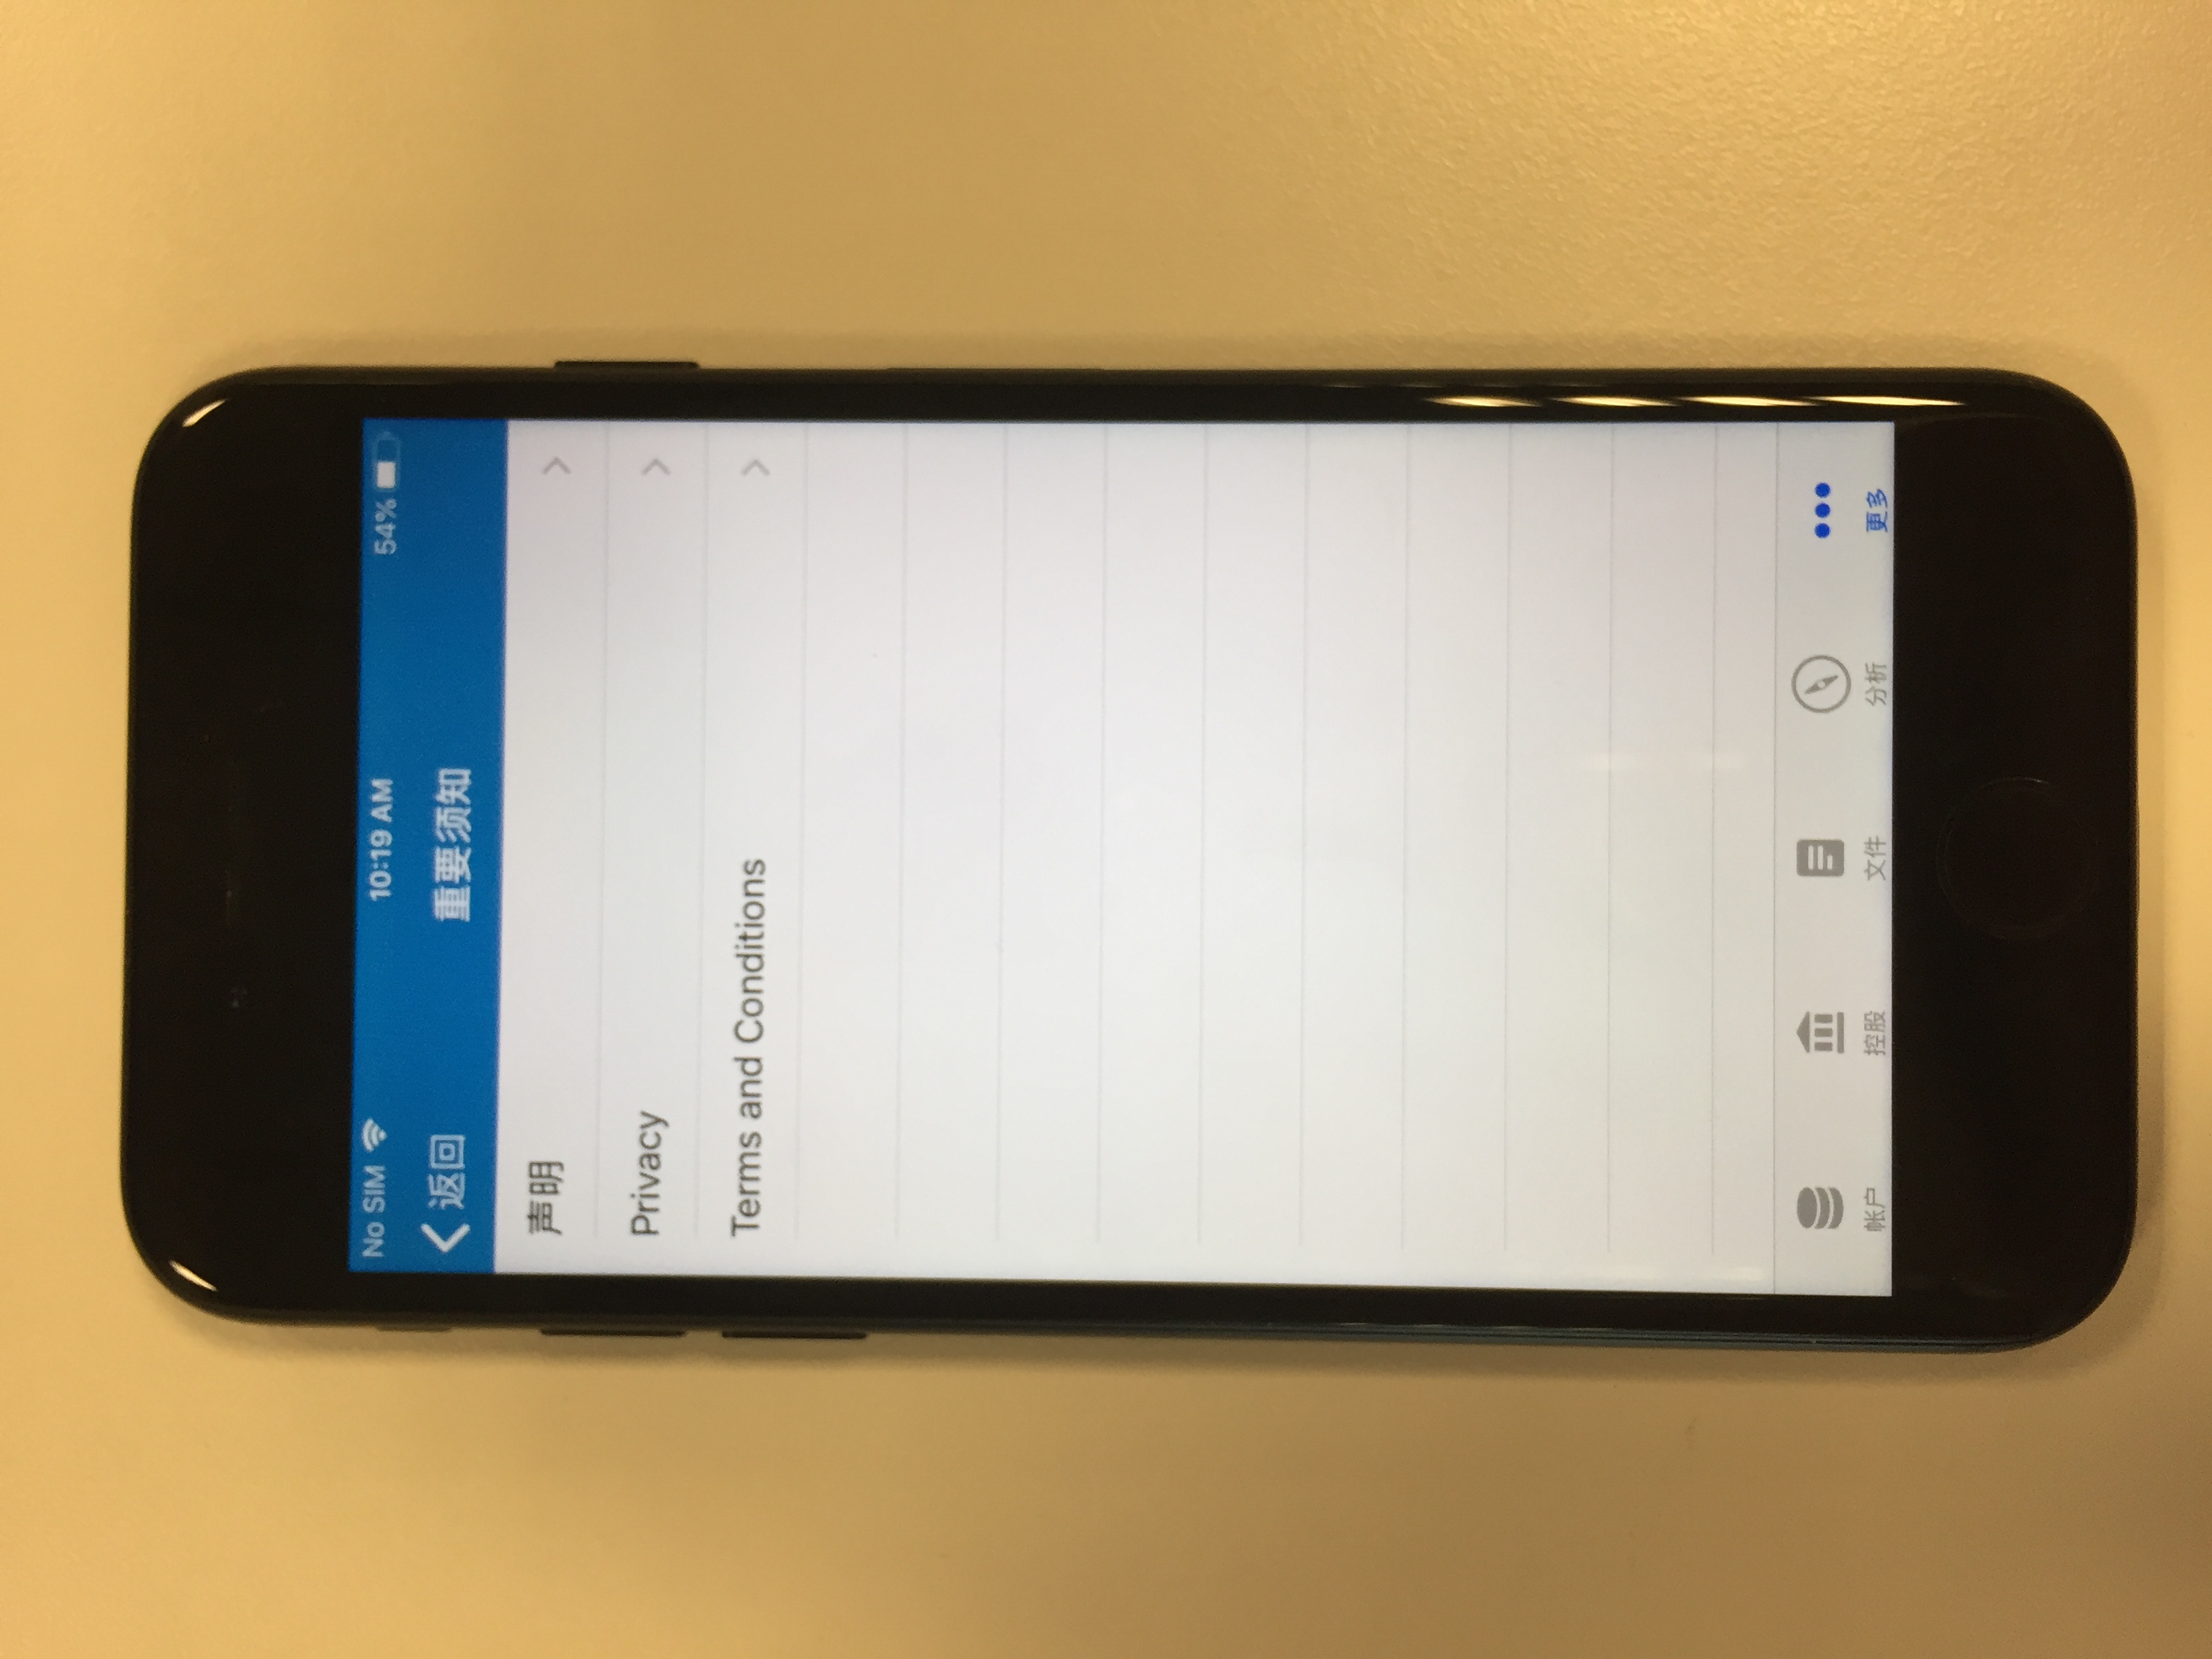 No SIM 10:19 AM 54%
返回 重要须知
声明
Privacy
Terms and Conditions
帐户 控股 文件 分析 更多